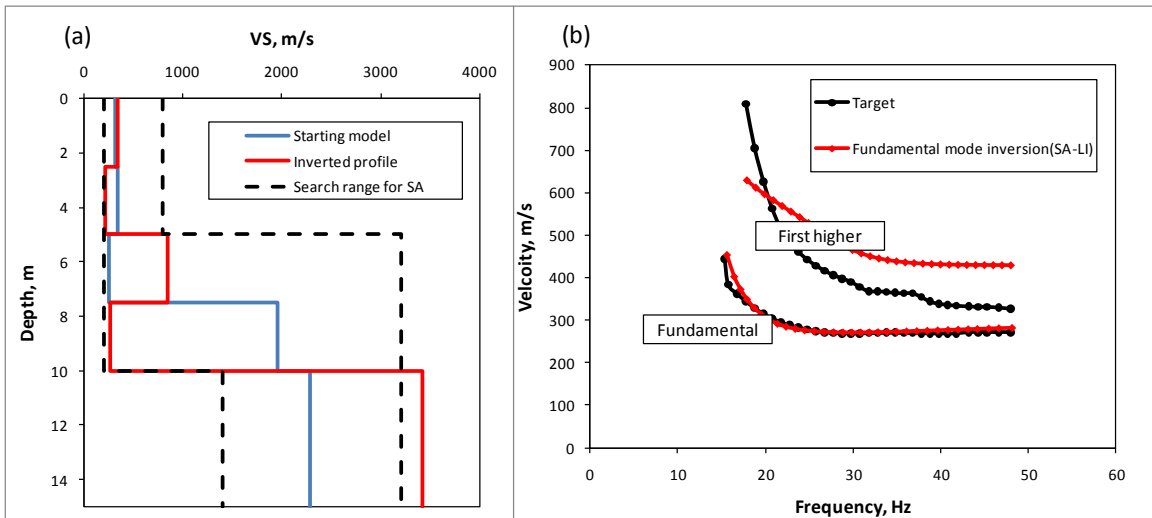 (a)
VS, m/s
0 1000 2000 3000 4000
0
2
4
6
8
10
12
14
Depth, m
Starting model
Inverted profile
Search range for SA
(b)
900
800
700
600
500
400
300
200
100
0
Velcoity, m/s
Target
Fundamental mode inversion(SA-LI)
First higher
Fundamental
0 10 20 30 40 50 60
Frequency, Hz